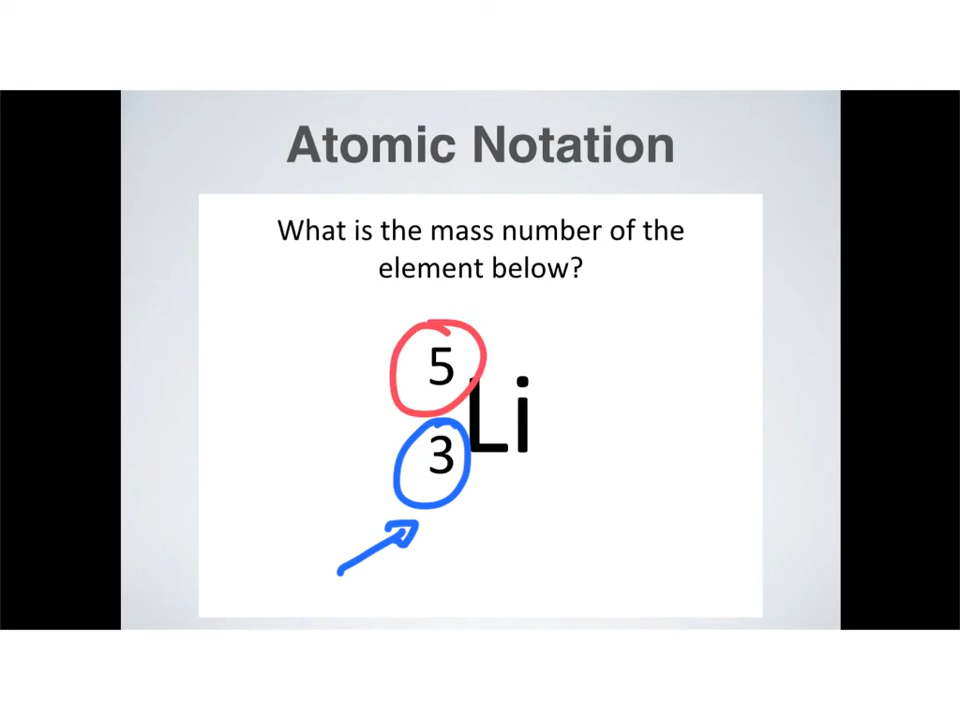 Atomic Notation
What is the mass number of the
element below?
5
Li
3